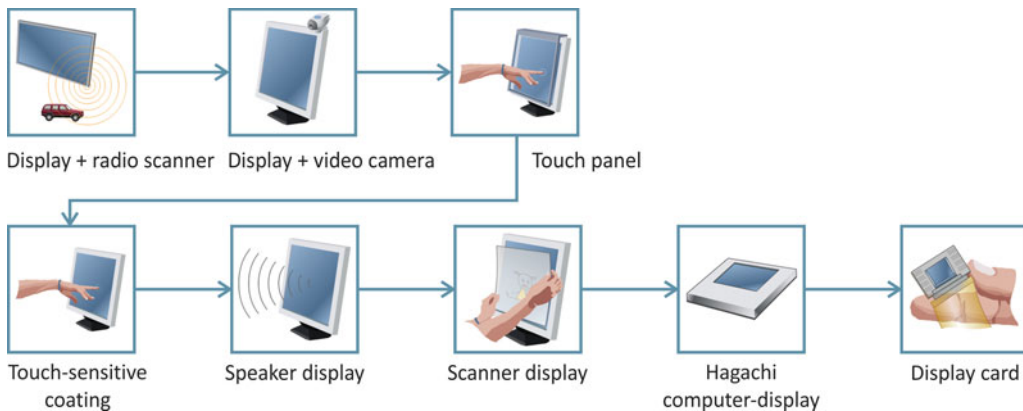 Display + radio scanner
Display + video camera
Touch panel
Touch-sensitive
coating
Speaker display
Scanner display
Hagachi
computer-display
Display card